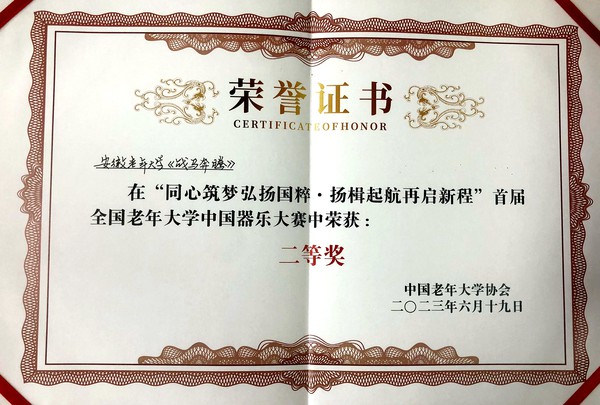 荣誉证书
CERTIFICATEOFHONOR
安徽老年大学《战马奔腾》
在“同心筑梦弘扬国粹·扬楫起航再启新程”首届
全国老年大学中国器乐大赛中荣获：
二等奖
中国老年大学协会
二〇二三年六月十九日